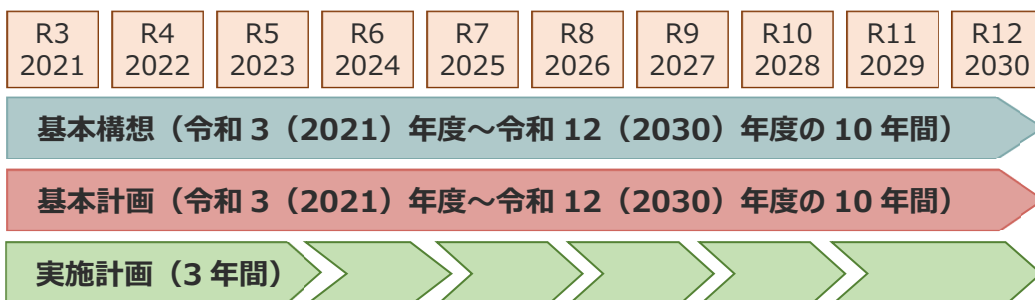 R3 R4 R5 R6 R7 R8 R9 R10 R11 R12
2021 2022 2023 2024 2025 2026 2027 2028 2029 2030
基本構想（令和 3（2021）年度～令和 12（2030）年度の 10 年間）
基本計画（令和 3（2021）年度～令和 12（2030）年度の 10 年間）
実施計画（3 年間）